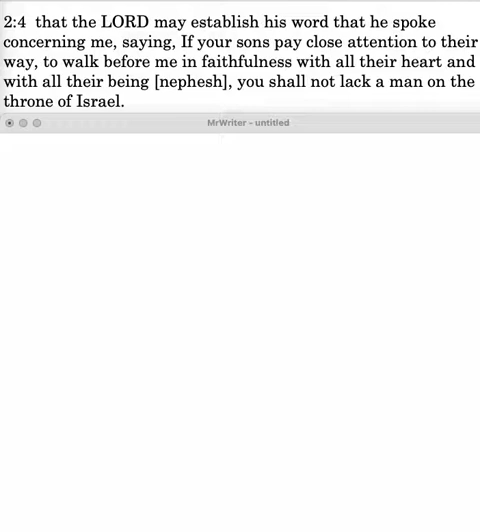 2:4 that the LORD may establish his word that he spoke
concerning me, saying, If your sons pay close attention to their
way, to walk before me in faithfulness with all their heart and
with all their being [nephesh], you shall not lack a man on the
throne of Israel.
MrWriter - untitled